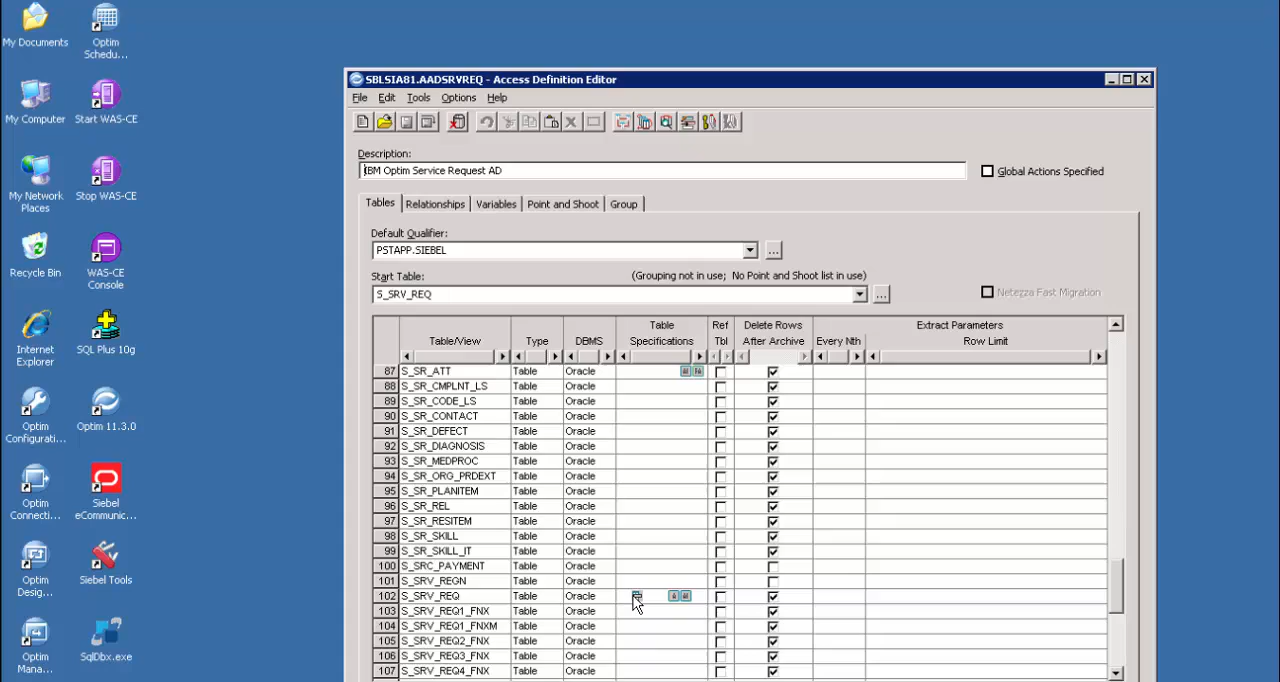 My Documents
Optim
Schedu...
My Computer
Start WAS-CE
My Network
Places
Stop WAS-CE
Recycle Bin
WAS-CE
Console
Internet
Explorer
SQL Plus 10g
Optim
Configurati...
Optim 11.3.0
Optim
Connecti...
Siebel
eCommunic...
Optim
Desig...
Siebel Tools
Optim
Mana...
SqlDbx.exe
SBLSIA81.AADSRVREQ - Access Definition Editor
File Edit Tools Options Help
Description:
IBM Optim Service Request AD
Global Actions Specified
Tables Relationships Variables Point and Shoot Group
Default Qualifier:
PSTAPP.SIEBEL
...
Start Table:
(Grouping not in use; No Point and Shoot list in use)
S_SRV_REQ
...
Netezza Fast Migration
Table/View Type DBMS Table Specifications Ref Tbl Delete Rows After Archive Extract Parameters Every Nth Row Limit
87 S_SR_ATT Table Oracle
88 S_SR_CMPLNT_LS Table Oracle
89 S_SR_CODE_LS Table Oracle
90 S_SR_CONTACT Table Oracle
91 S_SR_DEFECT Table Oracle
92 S_SR_DIAGNOSIS Table Oracle
93 S_SR_MEDPROC Table Oracle
94 S_SR_ORG_PRDEXT Table Oracle
95 S_SR_PLANITEM Table Oracle
96 S_SR_REL Table Oracle
97 S_SR_RESITEM Table Oracle
98 S_SR_SKILL Table Oracle
99 S_SR_SKILL_IT Table Oracle
100 S_SRC_PAYMENT Table Oracle
101 S_SRV_REGN Table Oracle
102 S_SRV_REQ Table Oracle
103 S_SRV_REQ1_FNX Table Oracle
104 S_SRV_REQ1_FNXM Table Oracle
105 S_SRV_REQ2_FNX Table Oracle
106 S_SRV_REQ3_FNX Table Oracle
107 S_SRV_REQ4_FNX Table Oracle